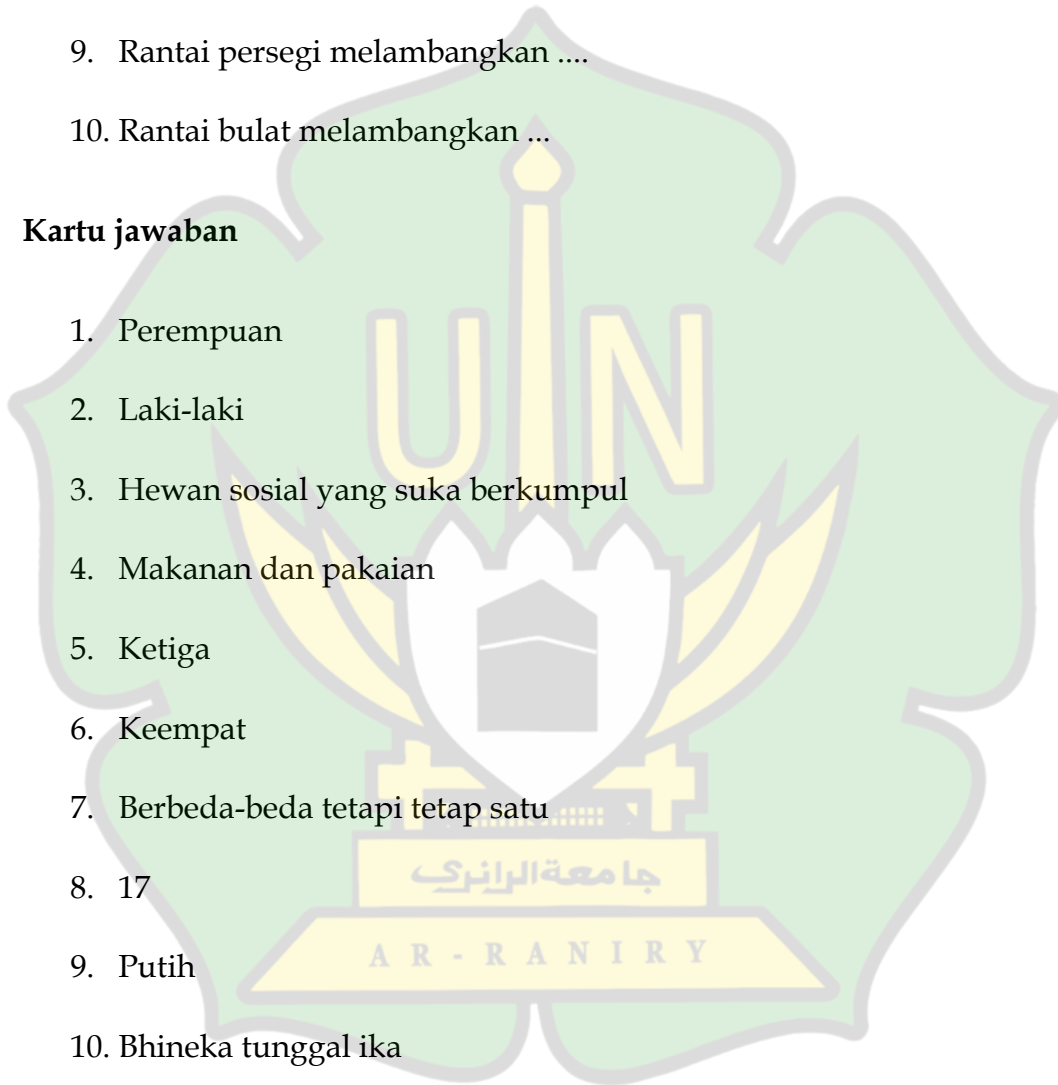 9. Rantai persegi melambangkan ....
10. Rantai bulat melambangkan ...
Kartu jawaban
1. Perempuan
2. Laki-laki
3. Hewan sosial yang suka berkumpul
4. Makanan dan pakaian
5. Ketiga
6. Keempat
7. Berbeda-beda tetapi tetap satu
8. 17
9. Putih
10. Bhineka tunggal ika
UIN
جامعة الرانري
AR-RANIRY